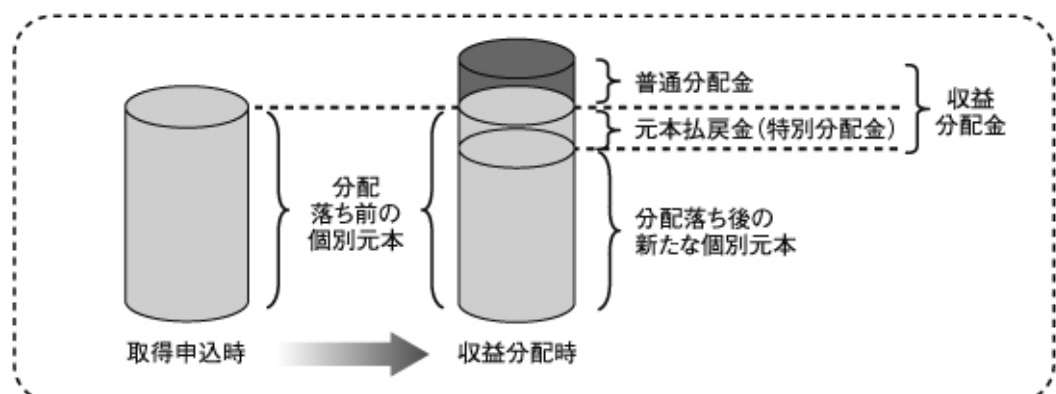 普通分配金
収益
分配金
元本払戻金(特別分配金)
分配
落ち前の
個別元本
分配落ち後の
新たな個別元本
取得申込時
収益分配時